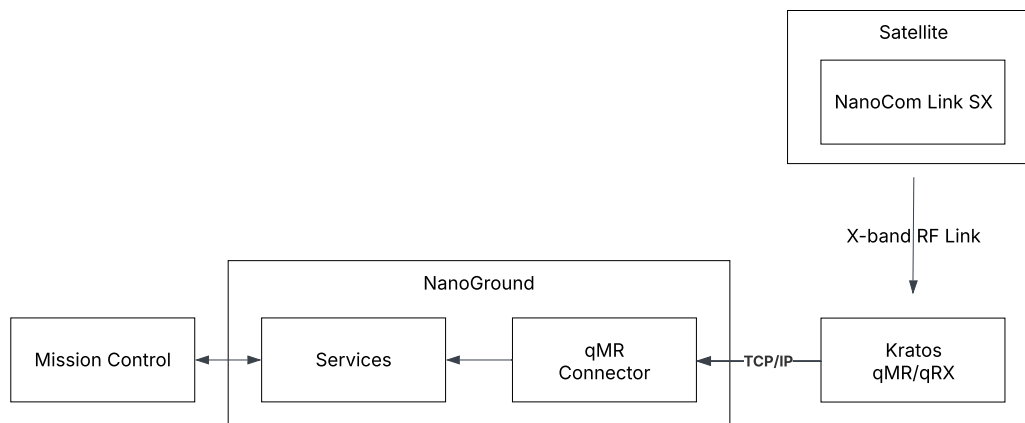 Satellite
NanoCom Link SX
X-band RF Link
NanoGround
Mission Control
Services
qMR
Connector
TCP/IP
Kratos
qMR/qRX